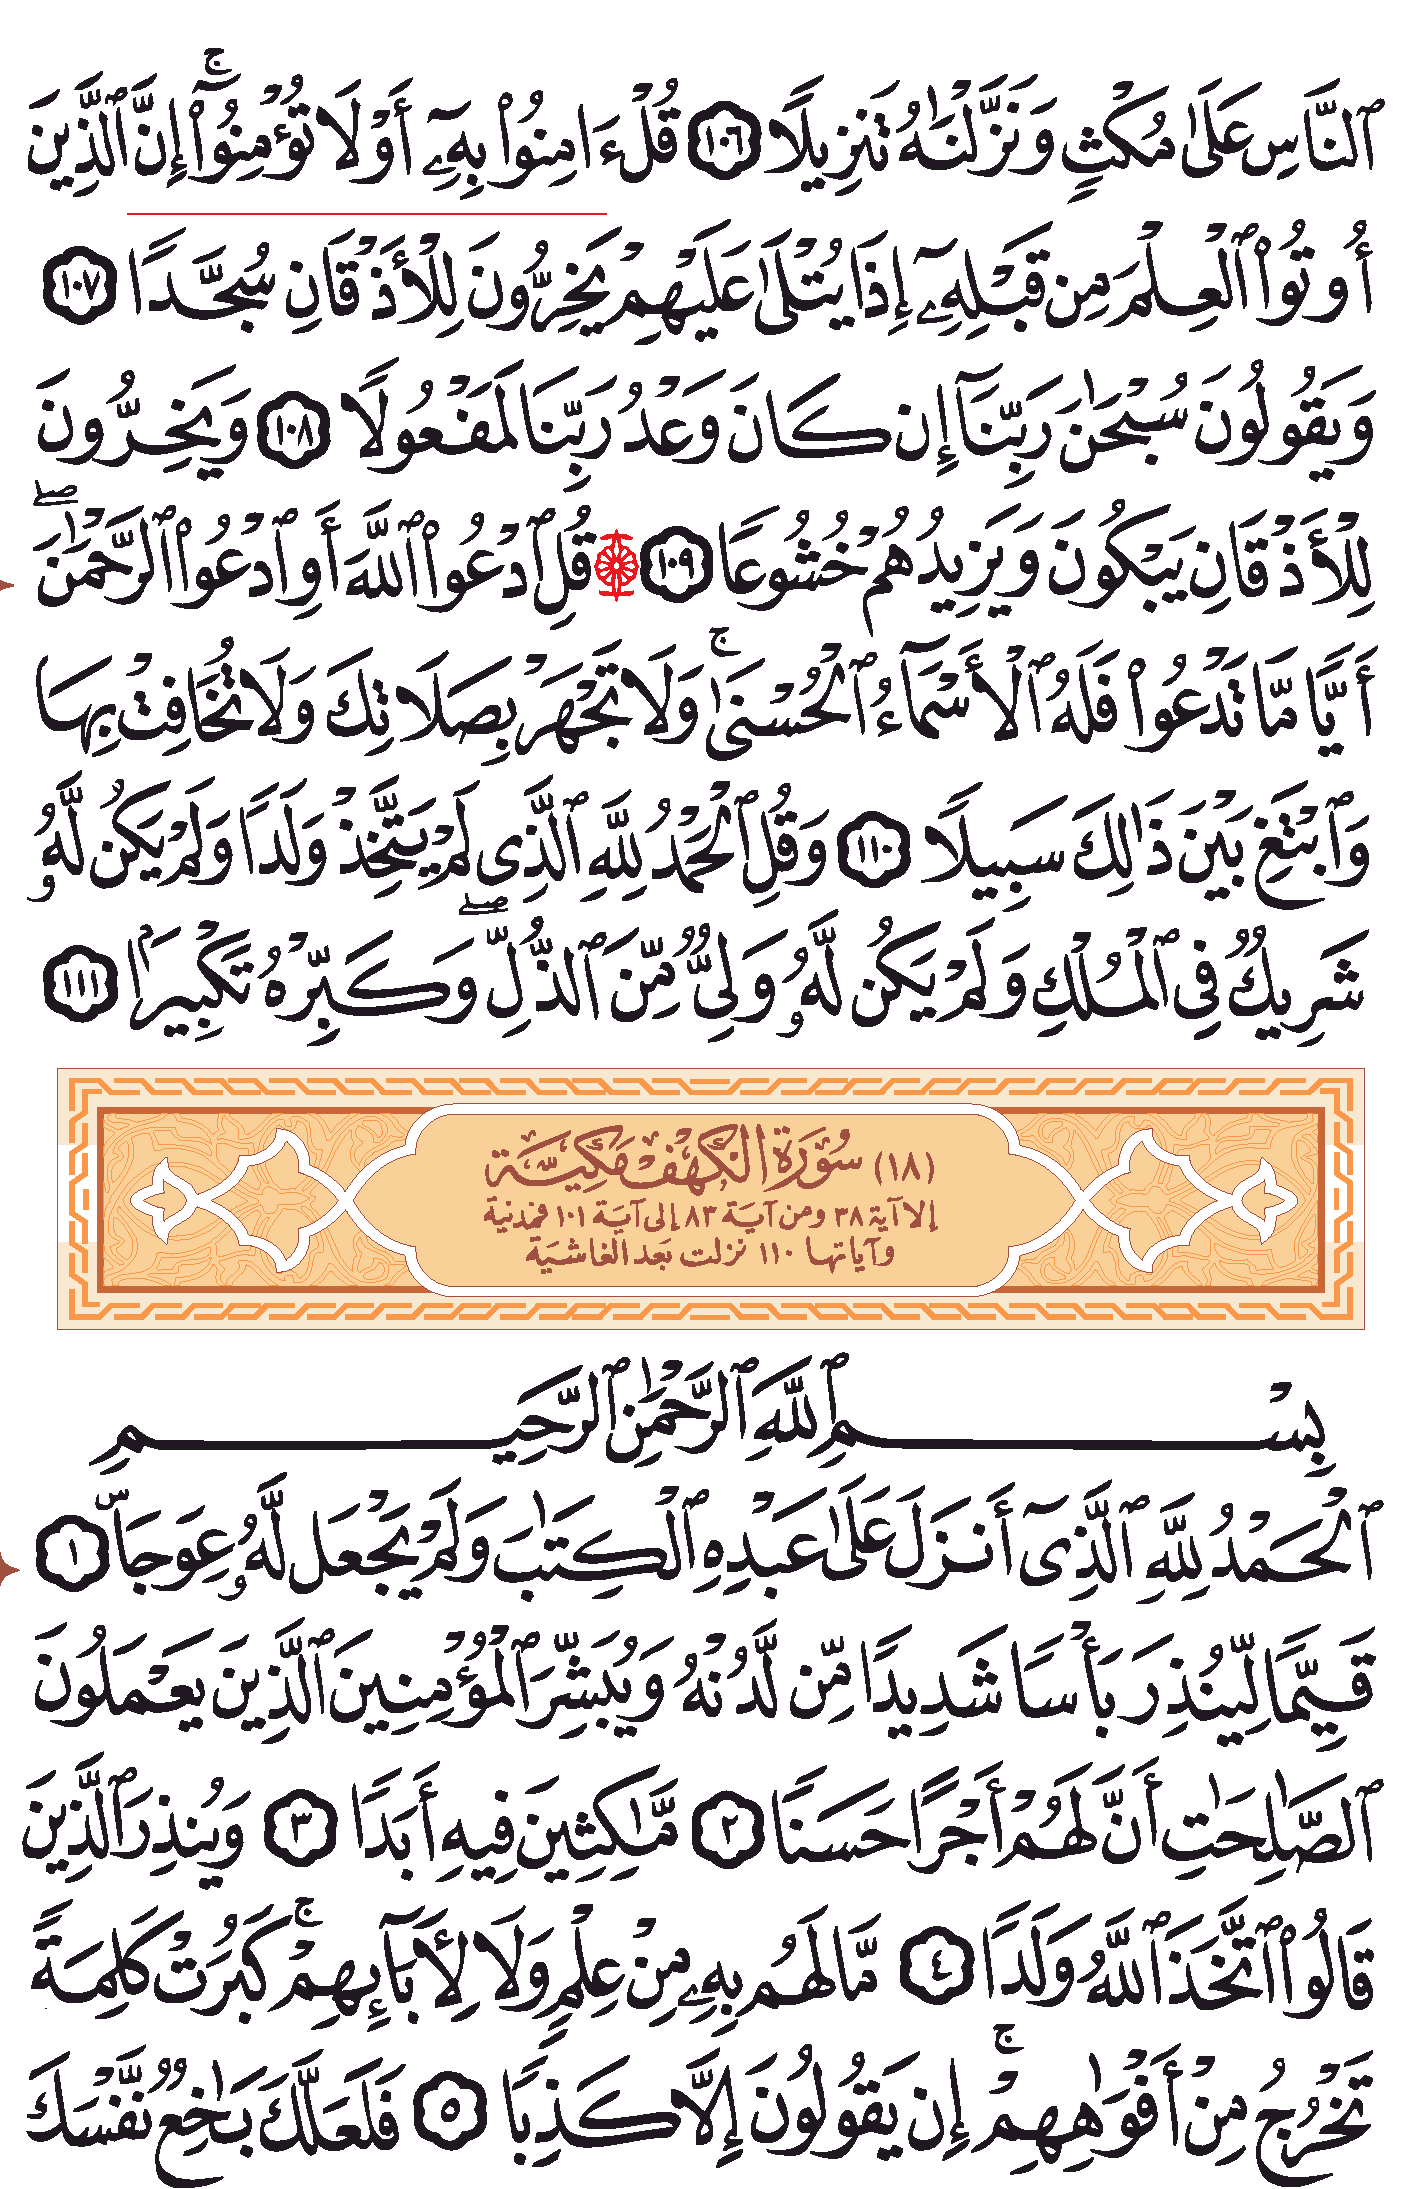 ٱلنَّاسِ عَلَىٰ مُكْثٍ وَنَزَّلْنَٰهُ تَنزِيلًا ١٠٦ قُلْ ءَامِنُوا۟ بِهِۦٓ أَوْ لَا تُؤْمِنُوٓا۟ۚ إِنَّ ٱلَّذِينَ
أُوتُوا۟ ٱلْعِلْمَ مِن قَبْلِهِۦٓ إِذَا يُتْلَىٰ عَلَيْهِمْ يَخِرُّونَ لِلْأَذْقَانِ سُجَّدًا ١٠٧
وَيَقُولُونَ سُبْحَٰنَ رَبِّنَآ إِن كَانَ وَعْدُ رَبِّنَا لَمَفْعُولًا ١٠٨ وَيَخِرُّونَ
لِلْأَذْقَانِ يَبْكُونَ وَيَزِيدُهُمْ خُشُوعًا ١٠٩ قُلِ ٱدْعُوا۟ ٱللَّهَ أَوِ ٱدْعُوا۟ ٱلرَّحْمَٰنَۖ
أَيًّا مَّا تَدْعُوا۟ فَلَهُ ٱلْأَسْمَآءُ ٱلْحُسْنَىٰۚ وَلَا تَجْهَرْ بِصَلَاتِكَ وَلَا تُخَافِتْ بِهَا
وَٱبْتَغِ بَيْنَ ذَٰلِكَ سَبِيلًا ١١٠ وَقُلِ ٱلْحَمْدُ لِلَّهِ ٱلَّذِى لَمْ يَتَّخِذْ وَلَدًا وَلَمْ يَكُن لَّهُۥ
شَرِيكٌ فِى ٱلْمُلْكِ وَلَمْ يَكُن لَّهُۥ وَلِىٌّ مِّنَ ٱلذُّلِّۖ وَكَبِّرْهُ تَكْبِيرَۢا ١١١
(١٨) سُورَة الكَهْف مَكِيَّة
إلا آية ٣٨ ومن آية ٨٣ إلى آية ١٠١ فمدنية
وآياتها ١١٠ نزلت بعد الغاشية
بِسْمِ ٱللَّهِ ٱلرَّحْمَٰنِ ٱلرَّحِيمِ
ٱلْحَمْدُ لِلَّهِ ٱلَّذِىٓ أَنزَلَ عَلَىٰ عَبْدِهِ ٱلْكِتَٰبَ وَلَمْ يَجْعَل لَّهُۥ عِوَجَاۜ ١
قَيِّمًا لِّيُنذِرَ بَأْسًا شَدِيدًا مِّن لَّدُنْهُ وَيُبَشِّرَ ٱلْمُؤْمِنِينَ ٱلَّذِينَ يَعْمَلُونَ
ٱلصَّٰلِحَٰتِ أَنَّ لَهُمْ أَجْرًا حَسَنًا ٢ مَّٰكِثِينَ فِيهِ أَبَدًا ٣ وَيُنذِرَ ٱلَّذِينَ
قَالُوا۟ ٱتَّخَذَ ٱللَّهُ وَلَدًا ٤ مَّا لَهُم بِهِۦ مِنْ عِلْمٍ وَلَا لِأَبَآئِهِمْۚ كَبُرَتْ كَلِمَةً
تَخْرُجُ مِنْ أَفْوَٰهِهِمْۚ إِن يَقُولُونَ إِلَّا كَذِبًا ٥ فَلَعَلَّكَ بَٰخِعٌ نَّفْسَكَ